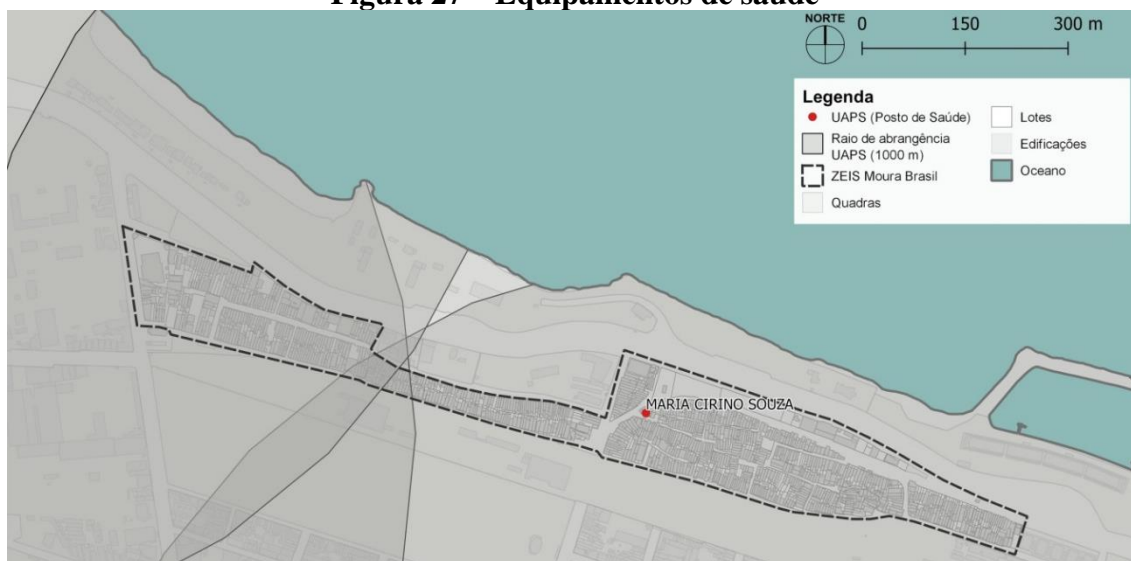 Figura 27 – Equipamentos de saúde
NORTE
0 150 300 m
Legenda
UAPS (Posto de Saúde)
Raio de abrangência
UAPS (1000 m)
ZEIS Moura Brasil
Quadras
Lotes
Edificações
Oceano
MARIA CIRINO SOUZA